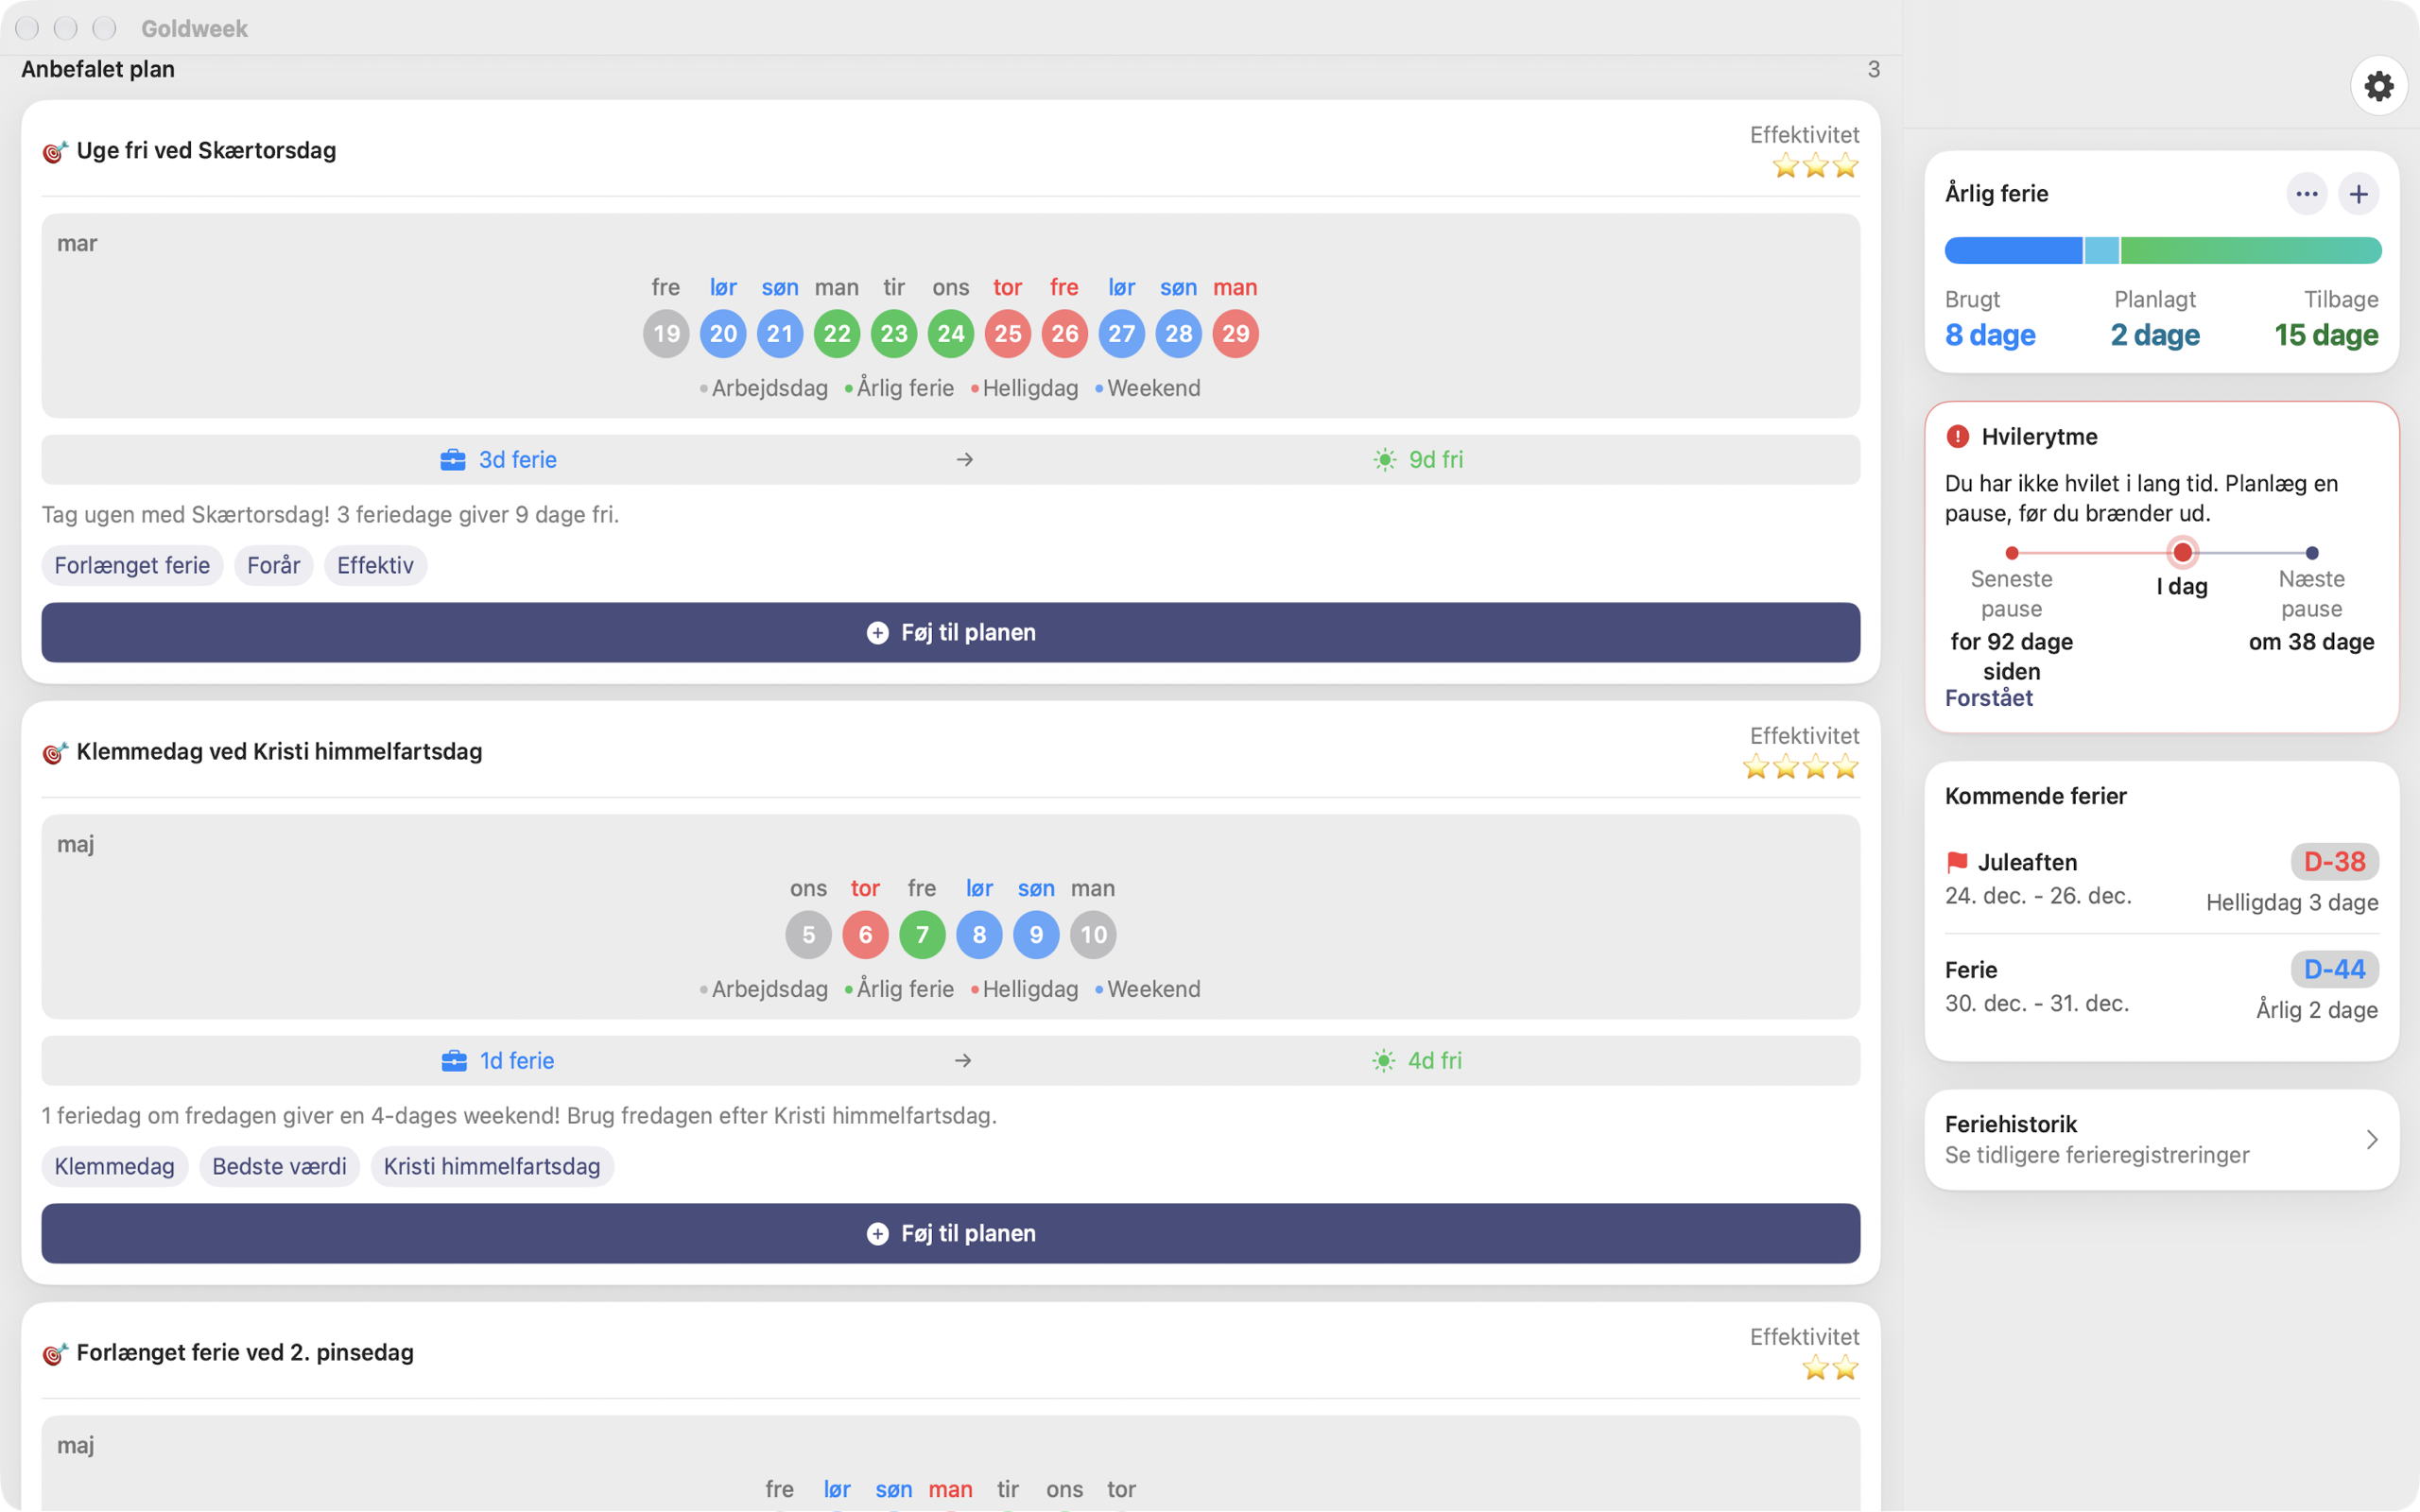 Goldweek
Anbefalet plan
3
Uge fri ved Skærtorsdag
Effektivitet
mar
fre lør søn man tir ons tor fre lør søn man
19 20 21 22 23 24 25 26 27 28 29
Arbejdsdag Årlig ferie Helligdag Weekend
3d ferie → 9d fri
Tag ugen med Skærtorsdag! 3 feriedage giver 9 dage fri.
Forlænget ferie Forår Effektiv
Føj til planen
Klemmedag ved Kristi himmelfartsdag
Effektivitet
maj
ons tor fre lør søn man
5 6 7 8 9 10
Arbejdsdag Årlig ferie Helligdag Weekend
1d ferie → 4d fri
1 feriedag om fredagen giver en 4-dages weekend! Brug fredagen efter Kristi himmelfartsdag.
Klemmedag Bedste værdi Kristi himmelfartsdag
Føj til planen
Forlænget ferie ved 2. pinsedag
Effektivitet
maj
fre lør søn man tir ons tor
Årlig ferie
Brugt Planlagt Tilbage
8 dage 2 dage 15 dage
Hvilerytme
Du har ikke hvilet i lang tid. Planlæg en
pause, før du brænder ud.
Seneste
pause
for 92 dage
siden
I dag
Næste
pause
om 38 dage
Forstået
Kommende ferier
Juleaften
D-38
24. dec. - 26. dec.
Helligdag 3 dage
Ferie
D-44
30. dec. - 31. dec.
Årlig 2 dage
Feriehistorik
Se tidligere ferieregistreringer